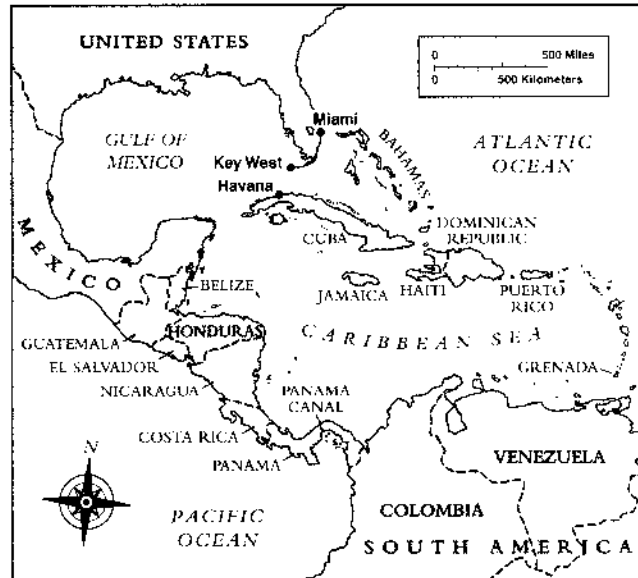 UNITED STATES
0 500 Miles
0 500 Kilometers
Miami
GULF OF
MEXICO
ATLANTIC
OCEAN
BAHAMAS
Key West
Havana
MEXICO
CUBA
DOMINICAN
REPUBLIC
BELIZE
JAMAICA
HAITI
PUERTO
RICO
HONDURAS
CARIBBEAN SEA
GUATEMALA
EL SALVADOR
GRENADA
NICARAGUA
PANAMA
CANAL
COSTA RICA
N
PANAMA
VENEZUELA
COLOMBIA
PACIFIC
OCEAN
SOUTH AMERICA